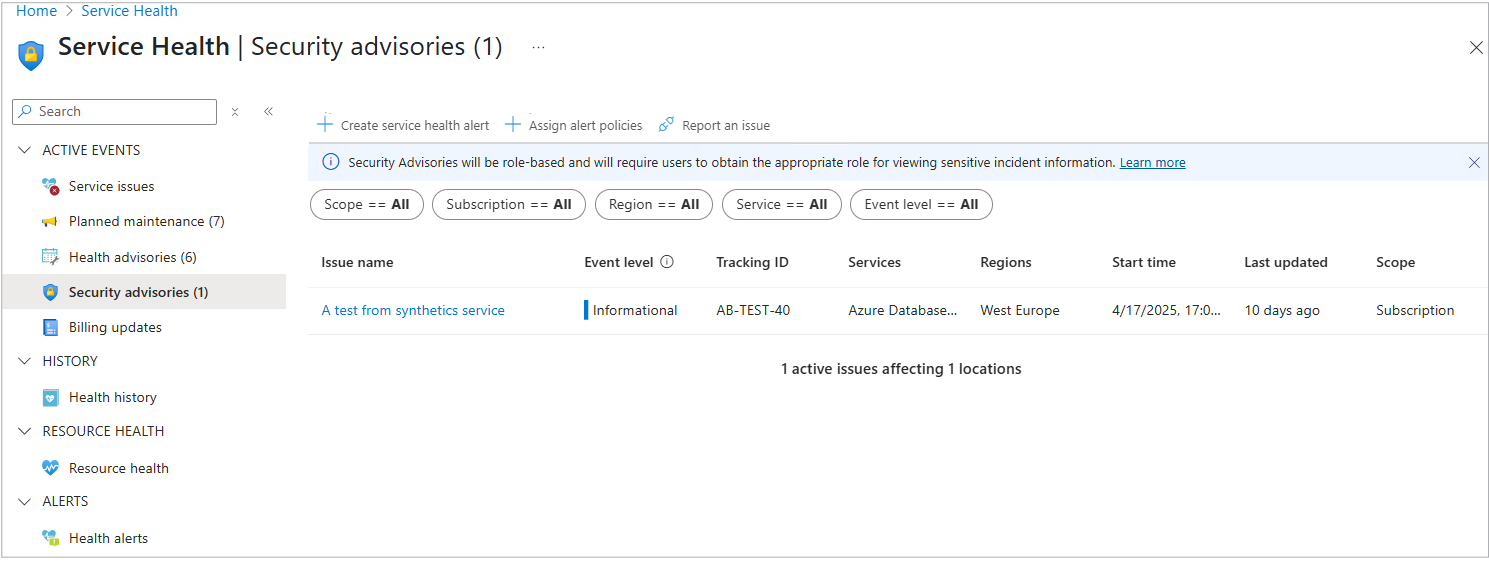 Home > Service Health
Service Health | Security advisories (1) ...
Search
ACTIVE EVENTS
Service issues
Planned maintenance (7)
Health advisories (6)
Security advisories (1)
Billing updates
HISTORY
Health history
RESOURCE HEALTH
Resource health
ALERTS
Health alerts
Create service health alert Assign alert policies Report an issue
Security Advisories will be role-based and will require users to obtain the appropriate role for viewing sensitive incident information. Learn more
Scope == All Subscription == All Region == All Service == All Event level == All
Issue name Event level Tracking ID Services Regions Start time Last updated Scope
A test from synthetics service Informational AB-TEST-40 Azure Database... West Europe 4/17/2025, 17:0... 10 days ago Subscription
1 active issues affecting 1 locations